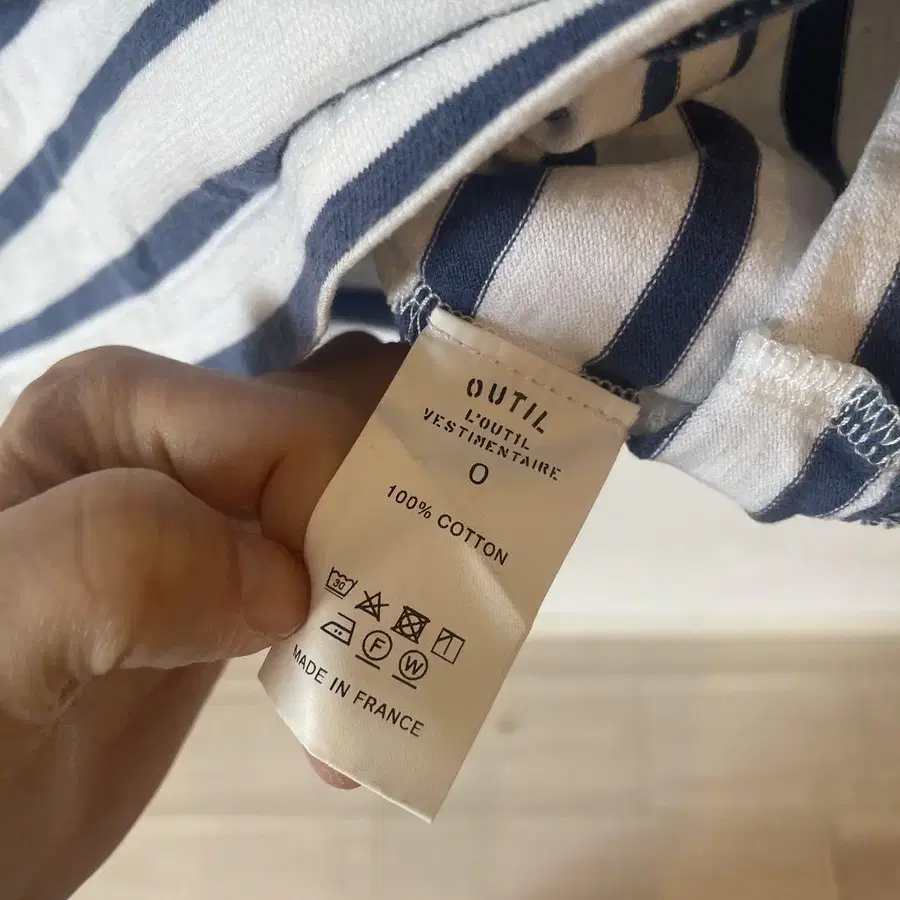 OUTIL
L'OUTIL
VESTIMENTAIRE
0
100% COTTON
30
F W
MADE IN FRANCE